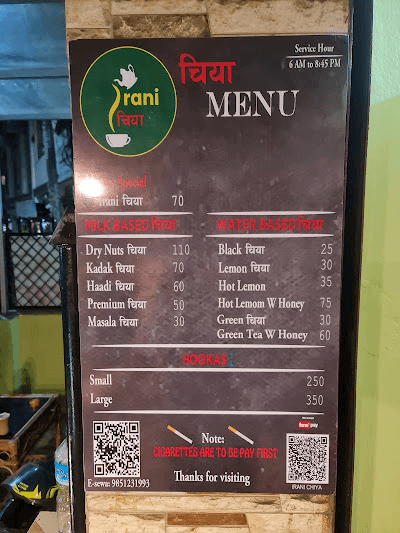 Service Hour
6 AM to 8:45 PM
Irani
चिया
चिया
MENU
Special
Irani चिया 70
MILK BASED चिया
Dry Nuts चिया 110
Kadak चिया 70
Haadi चिया 60
Premium चिया 50
Masala चिया 30
WATER BASED चिया
Black चिया 25
Lemon चिया 30
Hot Lemon 35
Hot Lemom W Honey 75
Green चिया 30
Green Tea W Honey 60
HOOKAS
Small 250
Large 350
Note:
CIGARETTES ARE TO BE PAY FIRST
Thanks for visiting
E-sewa: 9851231993
fone pay
IRANI CHIYA